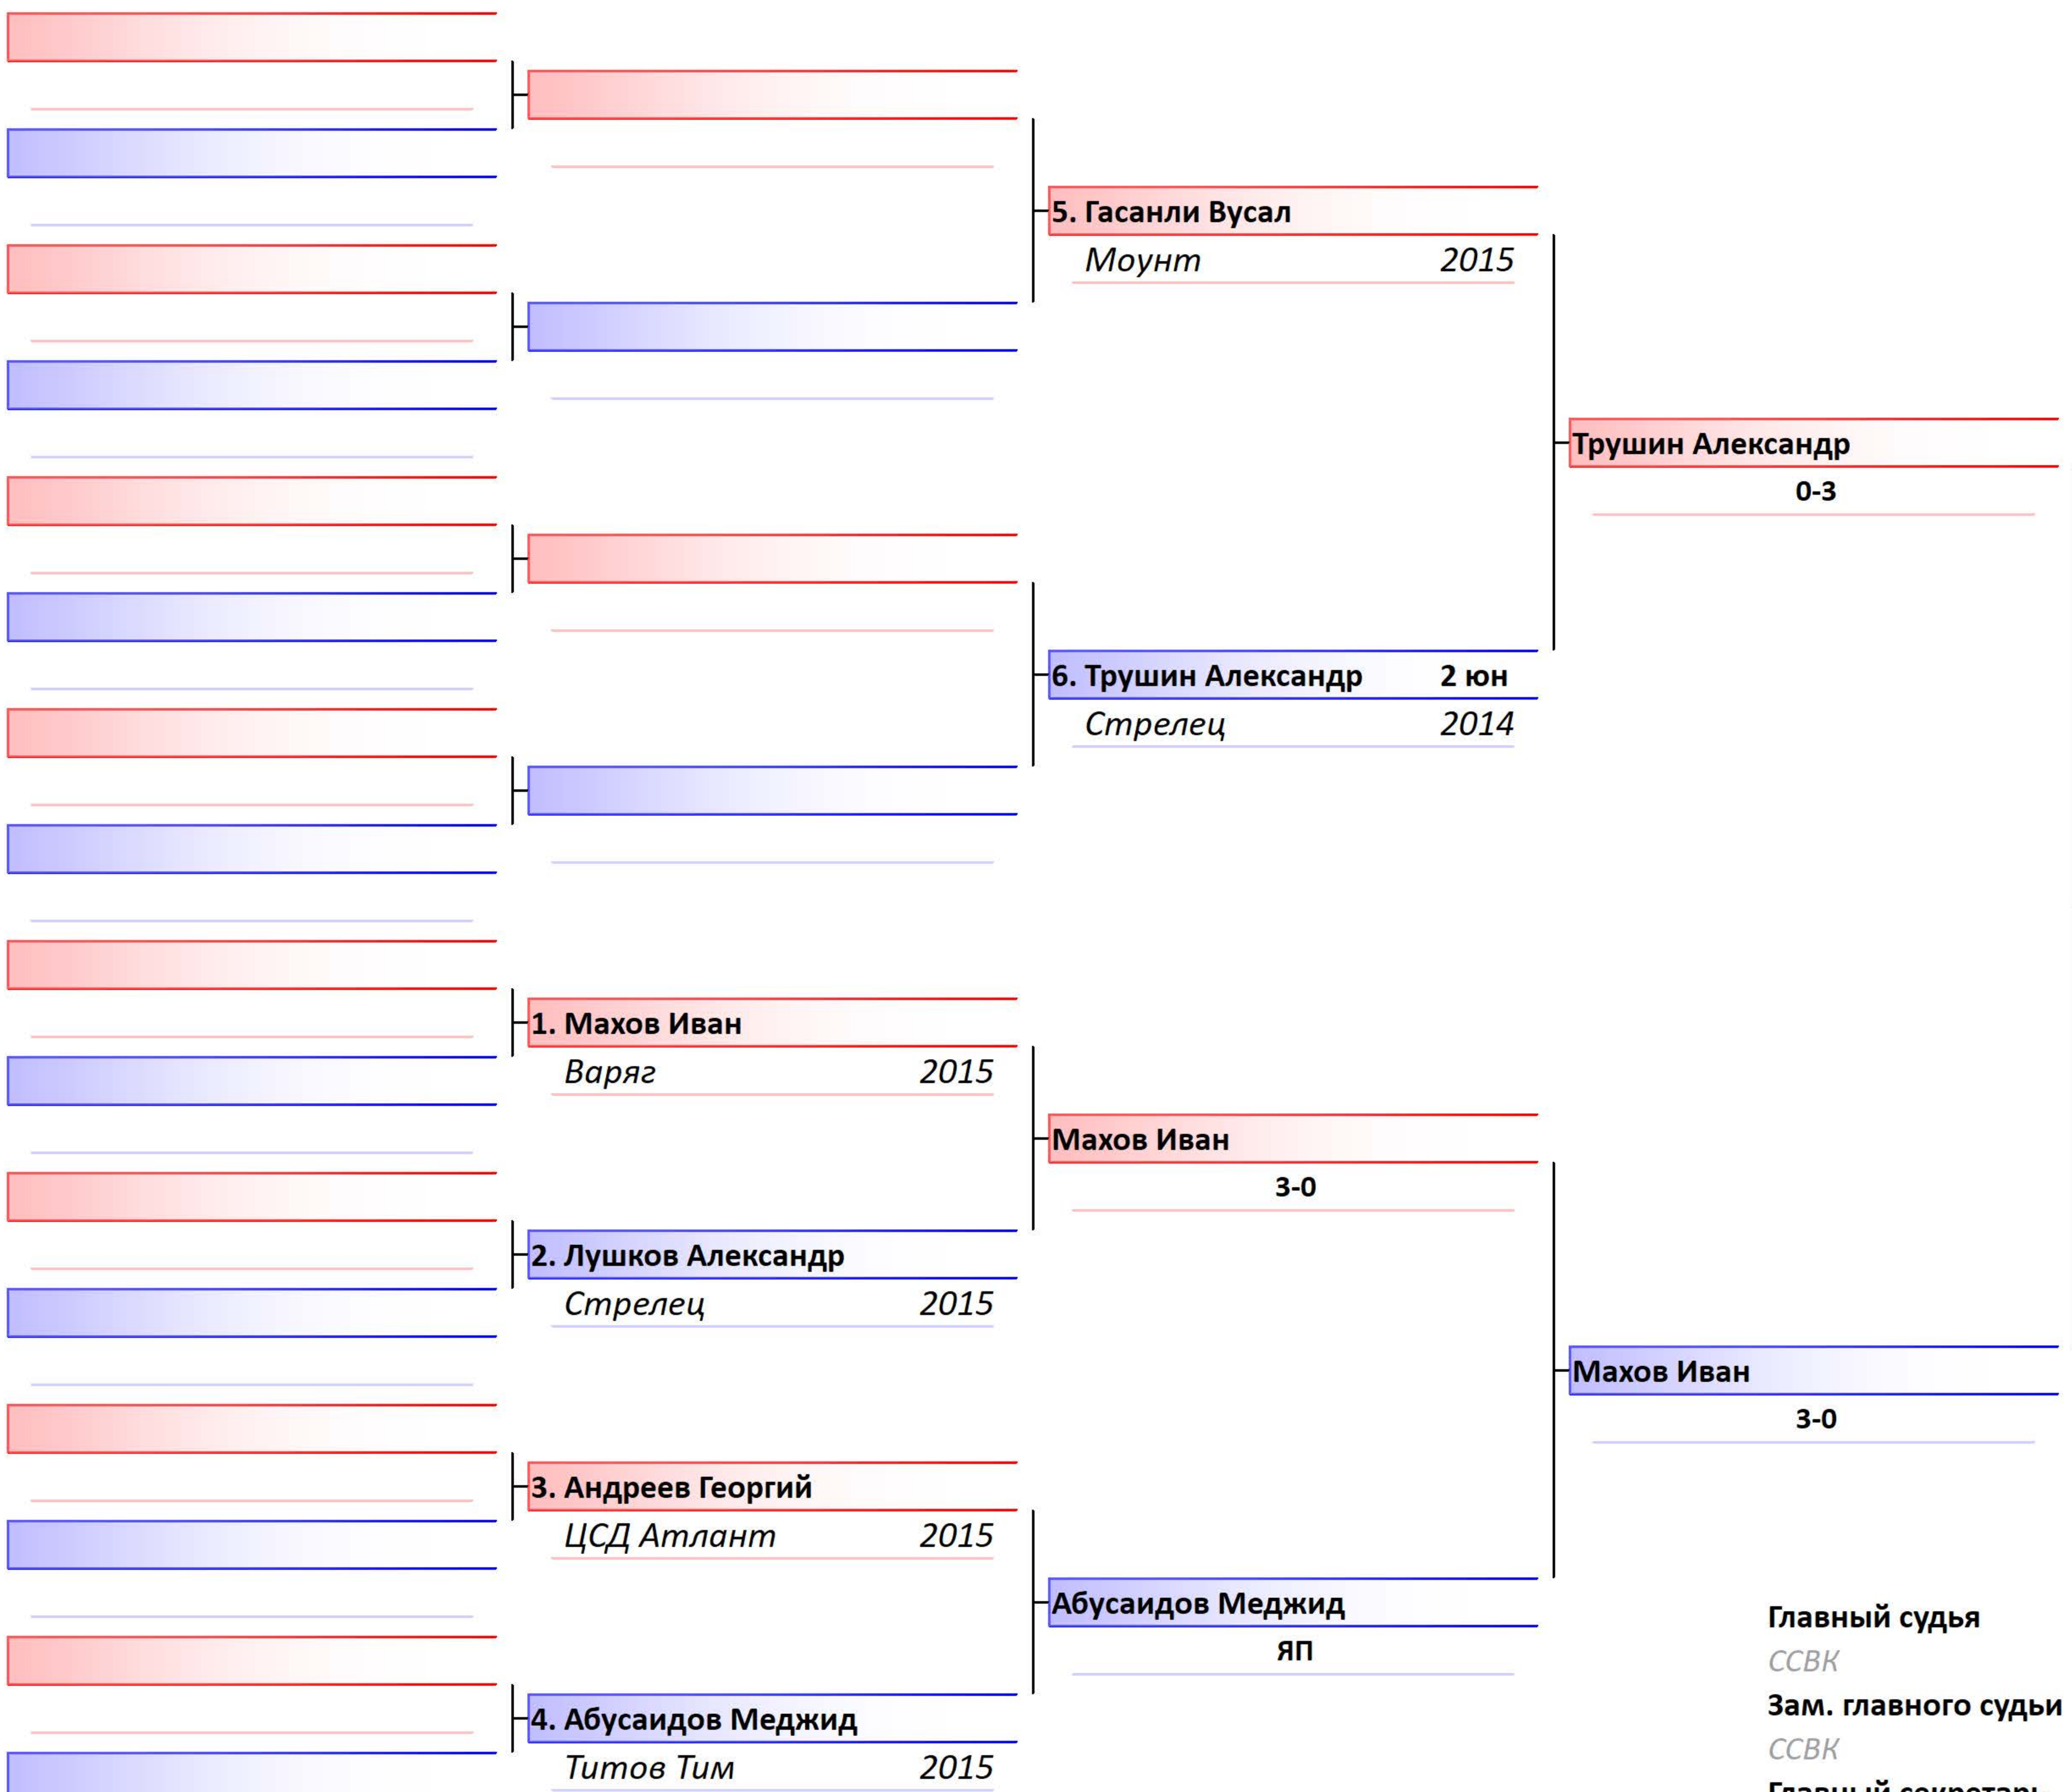 5. Гасанли Вусал
Моунт 2015
Трушин Александр
0-3
6. Трушин Александр 2 юн
Стрелец 2014
1. Махов Иван
Варяг 2015
Махов Иван
3-0
2. Лушков Александр
Стрелец 2015
Махов Иван
3-0
3. Андреев Георгий
ЦСД Атлант 2015
Абусаидов Меджид
ЯП
4. Абусаидов Меджид
Титов Тим 2015
Главный судья
ССВК
Зам. главного судьи
ССВК
Главный секретарь